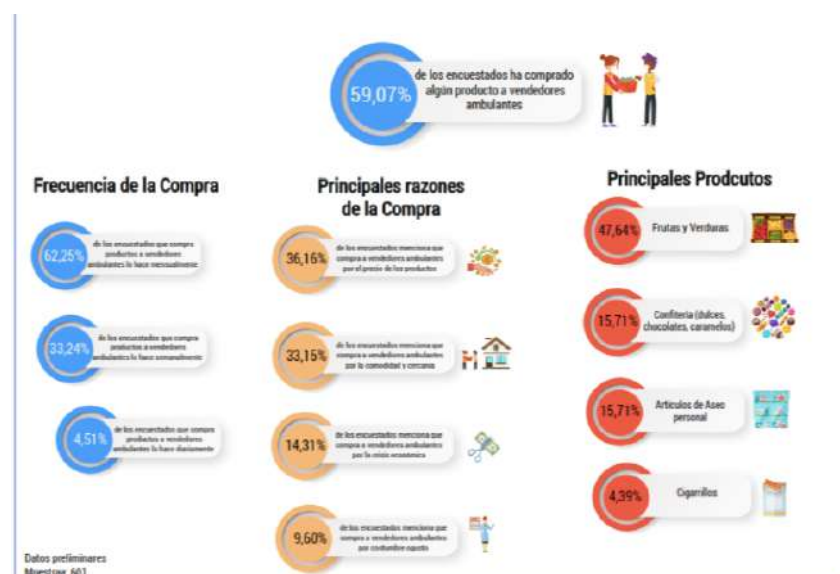 59,07%
de los encuestados ha comprado
algún producto a vendedores
ambulantes
Frecuencia de la Compra
62,25%
de los encuestados que compra
productos a vendedores
ambulantes lo hace mensualmente
33,24%
de los encuestados que compra
productos a vendedores
ambulantes lo hace semanalmente
4,51%
de los encuestados que compra
productos a vendedores
ambulantes lo hace diariamente
Principales razones
de la Compra
36,16%
de los encuestados menciona que
compra a vendedores ambulantes
por el precio de los productos
33,15%
de los encuestados menciona que
compra a vendedores ambulantes
por la comodidad y cercania
14,31%
de los encuestados menciona que
compra a vendedores ambulantes
por la crisis económica
9,60%
de los encuestados menciona que
compra a vendedores ambulantes
por costumbre
Principales Prodcutos
47,64%
Frutas y Verduras
15,71%
Confitería (dulces,
chocolates, caramelos)
15,71%
Articulos de Aseo
personal
4,39%
Cigarrillos
Datos preliminares
603